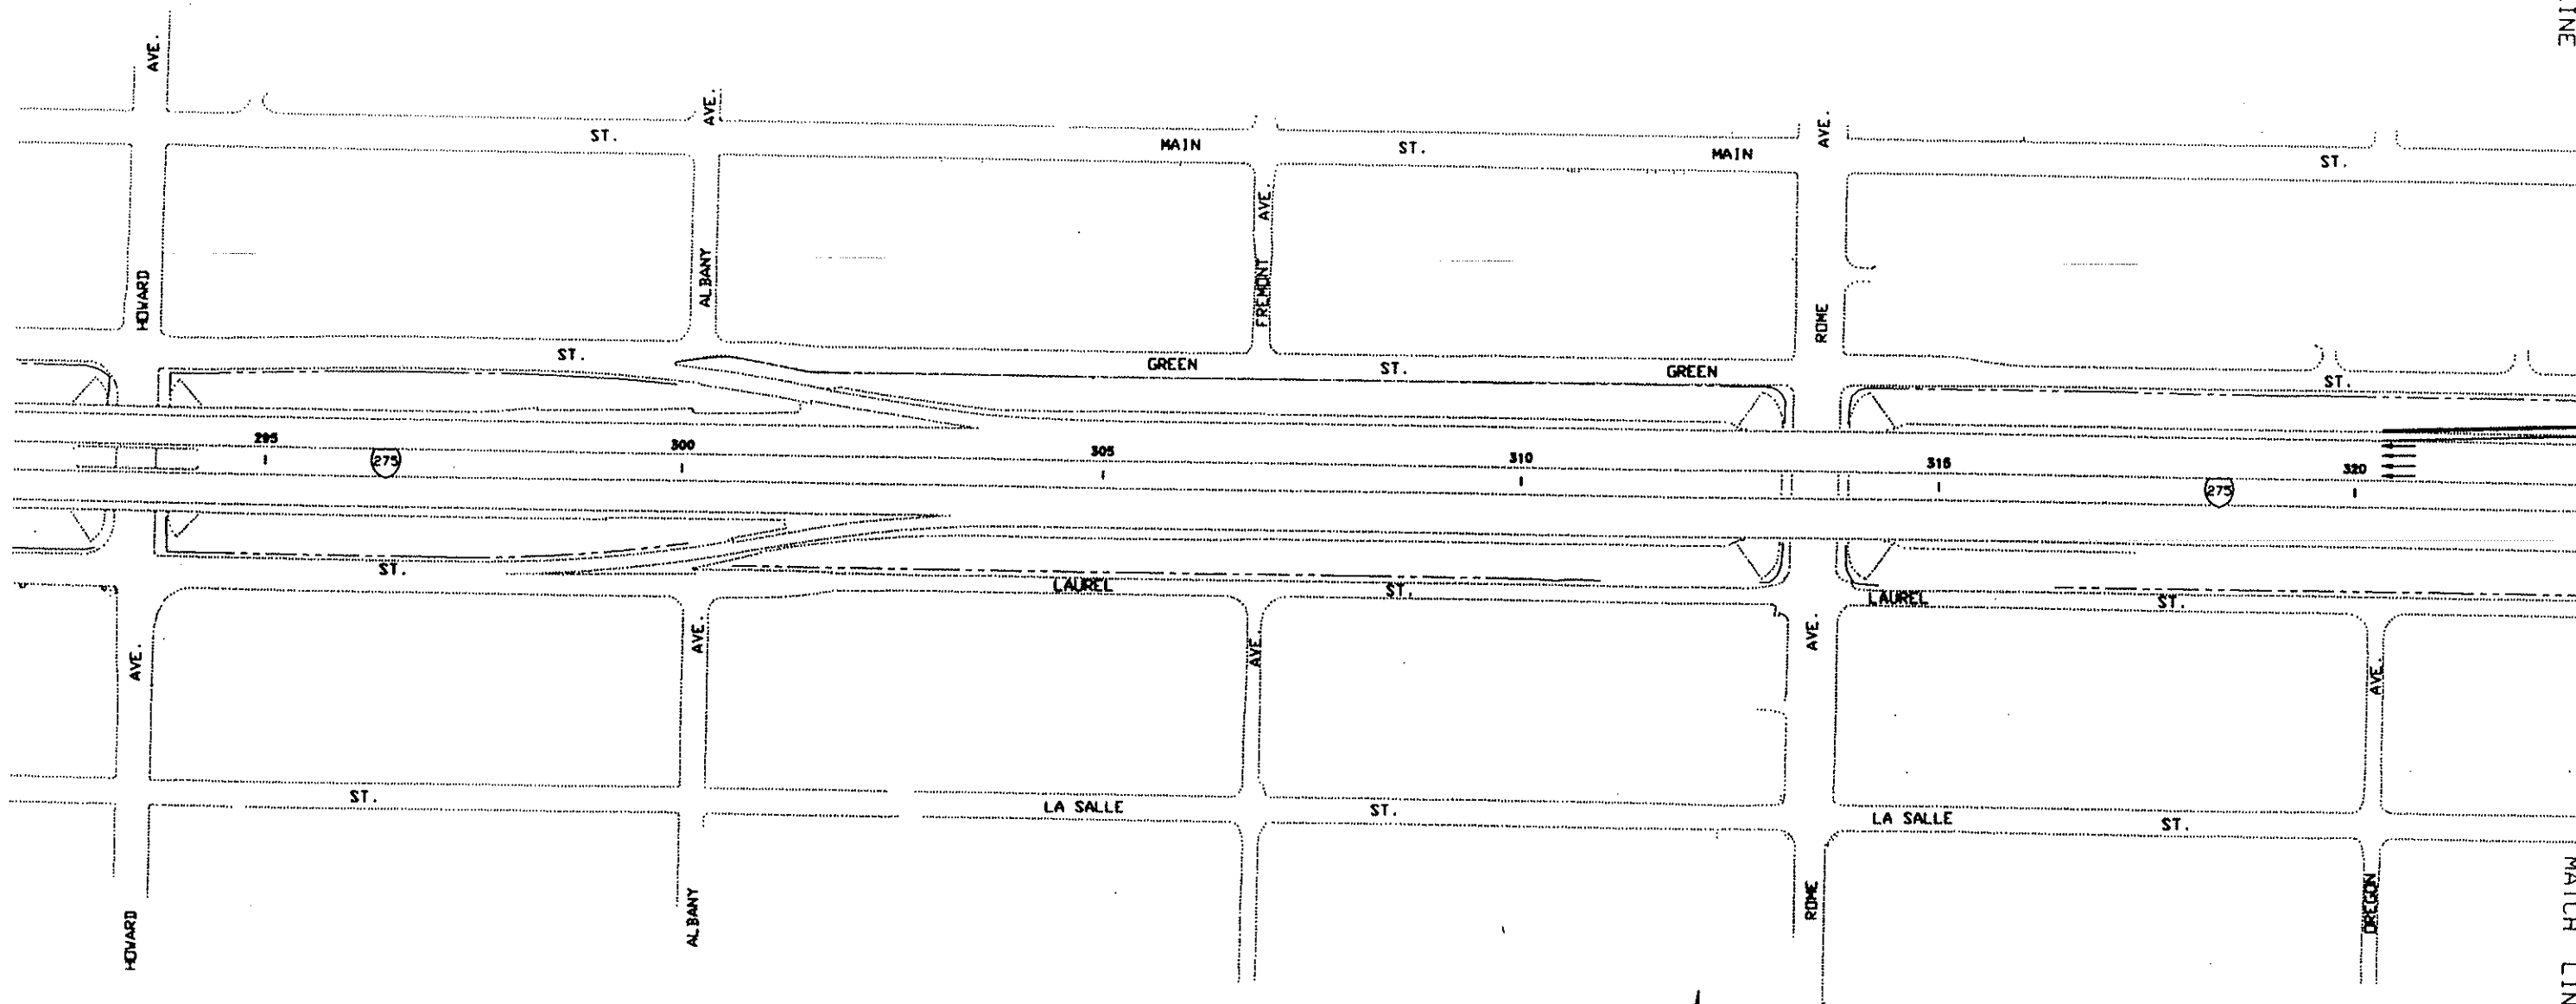 LINE
AVE.
AVE.
AVE.
ST.
MAIN
ST.
MAIN
ST.
AVE.
HOWARD
ALBANY
FREMONT
ROME
ST.
GREEN
ST.
GREEN
ST.
295
300
305
310
315
320
275
275
ST.
LAUREL
ST.
LAUREL
ST.
AVE.
AVE.
AVE.
AVE.
AVE.
ST.
LA SALLE
ST.
LA SALLE
ST.
HOWARD
ALBANY
ROME
OREGON
MATCH LIN